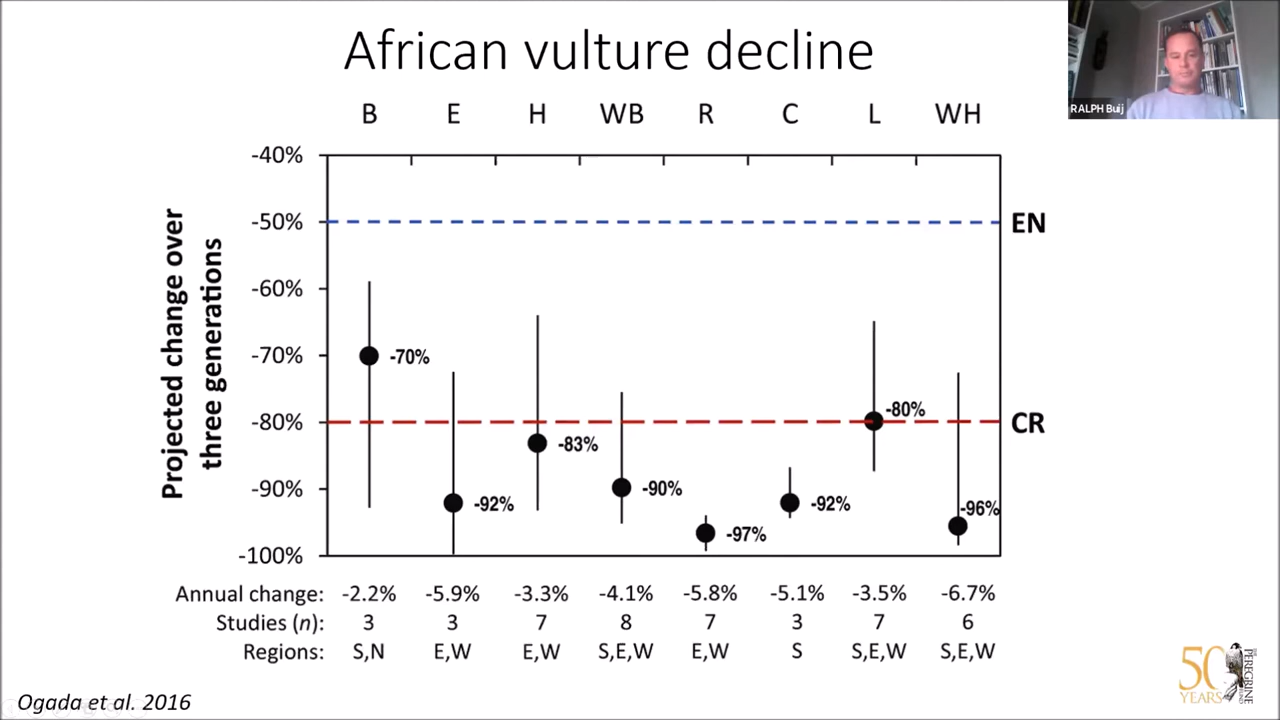 African vulture decline
RALPH Buij
B E H WB R C L WH
-40%
-50%
-60%
-70%
-80%
-90%
-100%
Projected change over
three generations
EN
CR
-70%
-92%
-83%
-90%
-97%
-92%
-80%
-96%
Annual change: -2.2% -5.9% -3.3% -4.1% -5.8% -5.1% -3.5% -6.7%
Studies (n): 3 3 7 8 7 3 7 6
Regions: S,N E,W E,W S,E,W E,W S S,E,W S,E,W
Ogada et al. 2016
50
YEARS
THE
PEREGRINE